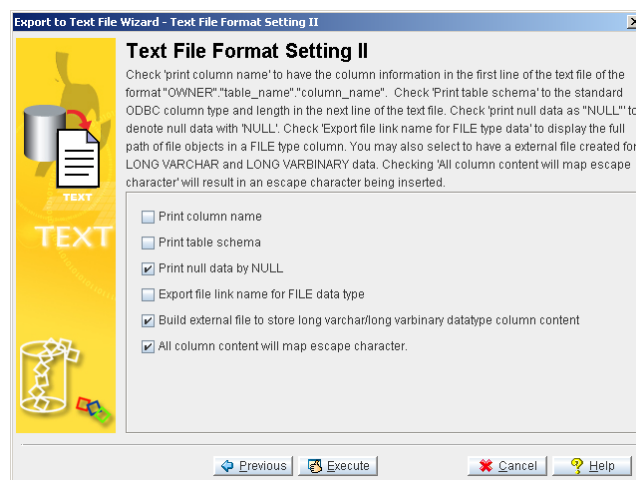 Export to Text File Wizard - Text File Format Setting II
Text File Format Setting II
Check 'print column name' to have the column information in the first line of the text file of the
format "OWNER"."table_name"."column_name". Check 'Print table schema' to the standard
ODBC column type and length in the next line of the text file. Check 'print null data as "NULL"' to
denote null data with 'NULL'. Check 'Export file link name for FILE type data' to display the full
path of file objects in a FILE type column. You may also select to have a external file created for
LONG VARCHAR and LONG VARBINARY data. Checking 'All column content will map escape
character' will result in an escape character being inserted.
TEXT
TEXT
Print column name
Print table schema
Print null data by NULL
Export file link name for FILE data type
Build external file to store long varchar/long varbinary datatype column content
All column content will map escape character.
Previous
Execute
Cancel
Help